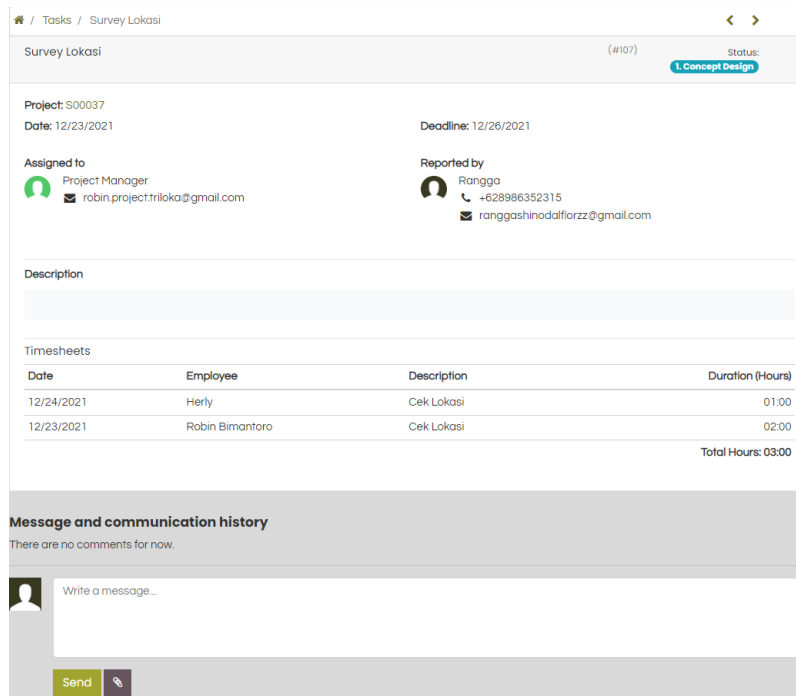 / Tasks / Survey Lokasi
Survey Lokasi (#107) Status:
1. Concept Design
Project: S00037
Date: 12/23/2021 Deadline: 12/26/2021
Assigned to Reported by
Project Manager Rangga
robin.project.triloka@gmail.com +628986352315
ranggashinodalflorzz@gmail.com
Description
Timesheets
Date Employee Description Duration (Hours)
12/24/2021 Herly Cek Lokasi 01:00
12/23/2021 Robin Bimantoro Cek Lokasi 02:00
Total Hours: 03:00
Message and communication history
There are no comments for now.
Write a message...
Send